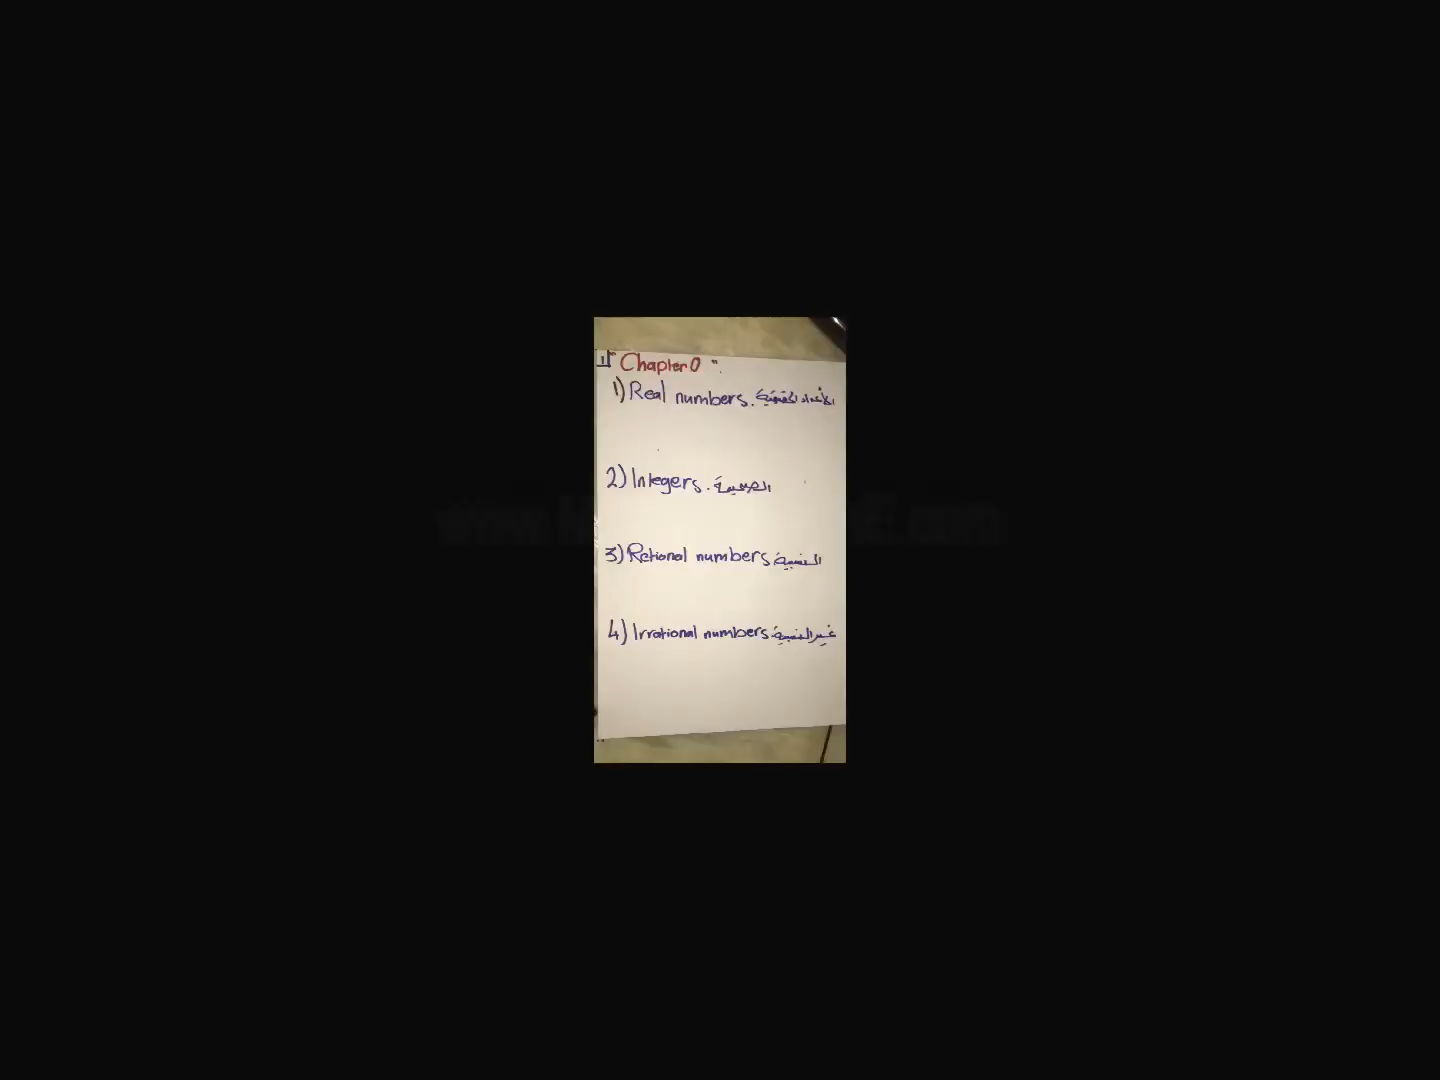 "Chapter 0"
1) Real numbers. الأعداد الحقيقية
2) Integers. الصحيحة
3) Rational numbers النسبية
4) Irrational numbers غير النسبية